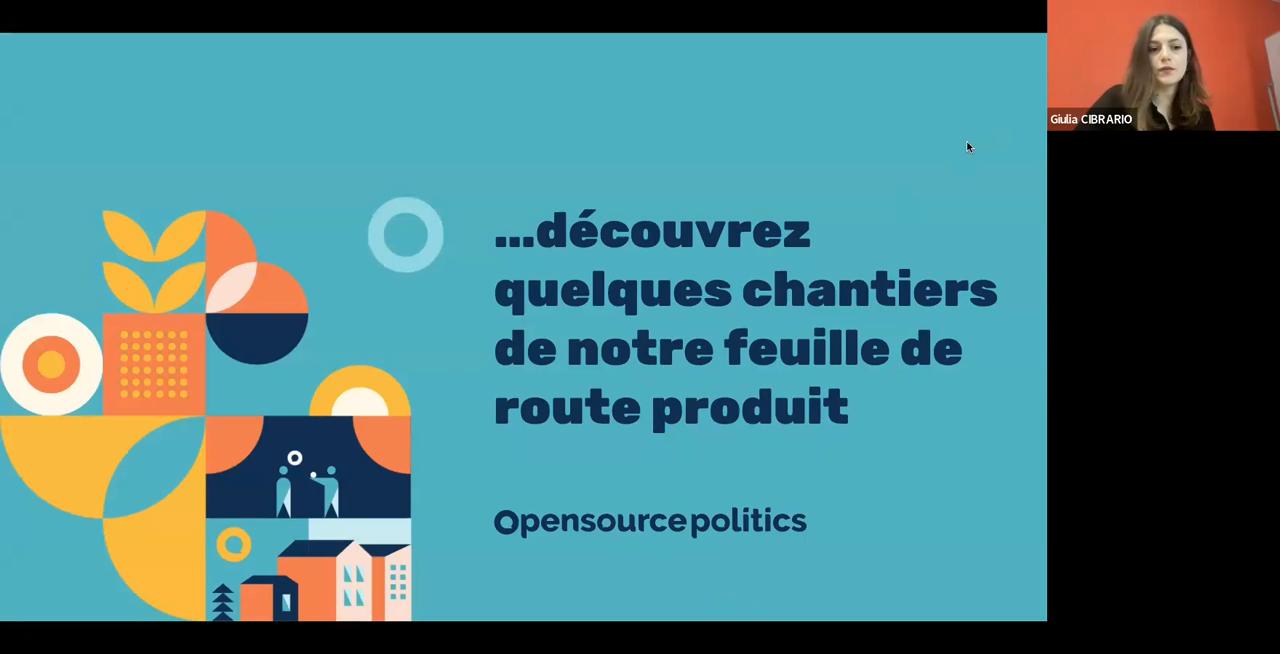 ...découvrez
quelques chantiers
de notre feuille de
route produit
Opensourcepolitics
Giulia CIBRARIO